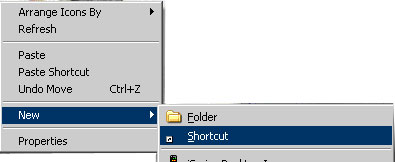 Arrange Icons By
Refresh
Paste
Paste Shortcut
Undo Move Ctrl+Z
New
Properties
Folder
Shortcut